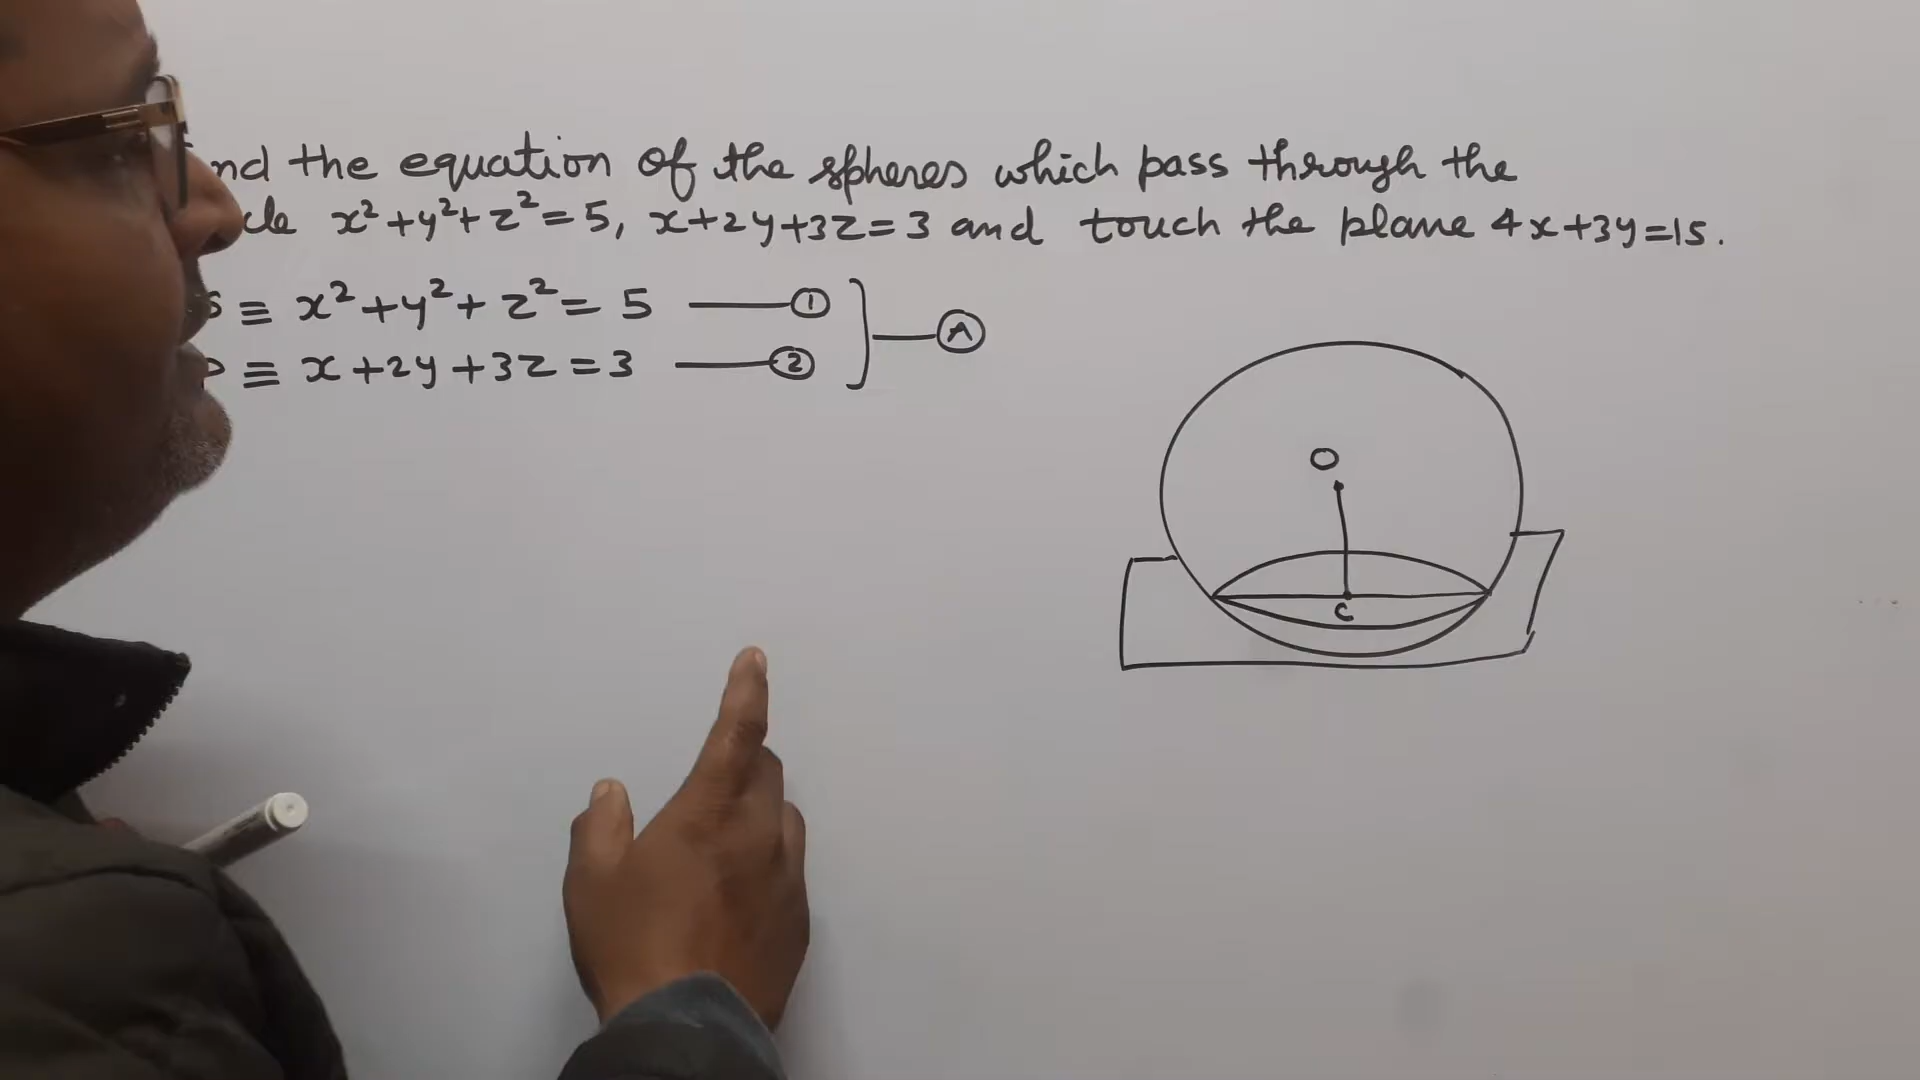 nd the equation of the spheres which pass through the
cle x²+y²+z²=5, x+2y+3z=3 and touch the plane 4x+3y=15.
S ≡ x²+y²+z²=5 —— ①
P ≡ x+2y+3z=3 —— ②
A
O
C